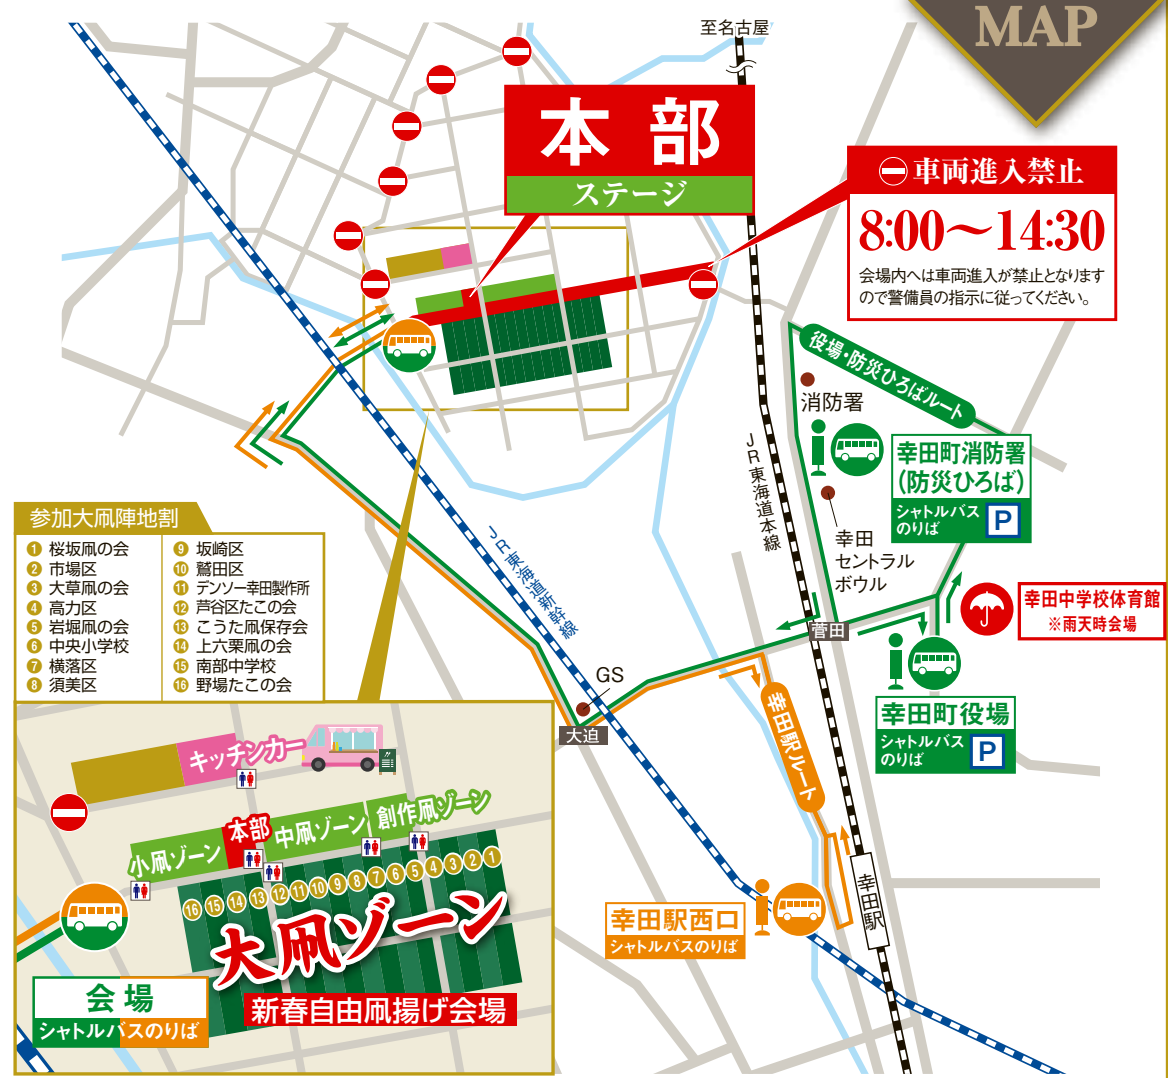 MAP
至名古屋
本部
ステージ
車両進入禁止
8:00〜14:30
会場内へは車両進入が禁止となります
ので警備員の指示に従ってください。
役場・防災ひろばルート
消防署
幸田町消防署
(防災ひろば)
シャトルバス
のりば
P
JR東海道本線
幸田
セントラル
ボウル
幸田中学校体育館
※雨天時会場
菅田
幸田町役場
シャトルバス
のりば
P
JR東海道新幹線
GS
大迫
幸田駅ルート
幸田駅
幸田駅西口
シャトルバスのりば
参加大凧陣地割
1 桜坂凧の会
2 市場区
3 大草凧の会
4 高力区
5 岩堀凧の会
6 中央小学校
7 横落区
8 須美区
9 坂崎区
10 鷲田区
11 デンソー幸田製作所
12 芦谷区たこの会
13 こうた凧保存会
14 上六栗凧の会
15 南部中学校
16 野場たこの会
キッチンカー
小凧ゾーン
本部
中凧ゾーン
創作凧ゾーン
16 15 14 13 12 11 10 9 8 7 6 5 4 3 2 1
大凧ゾーン
新春自由凧揚げ会場
会場
シャトルバスのりば